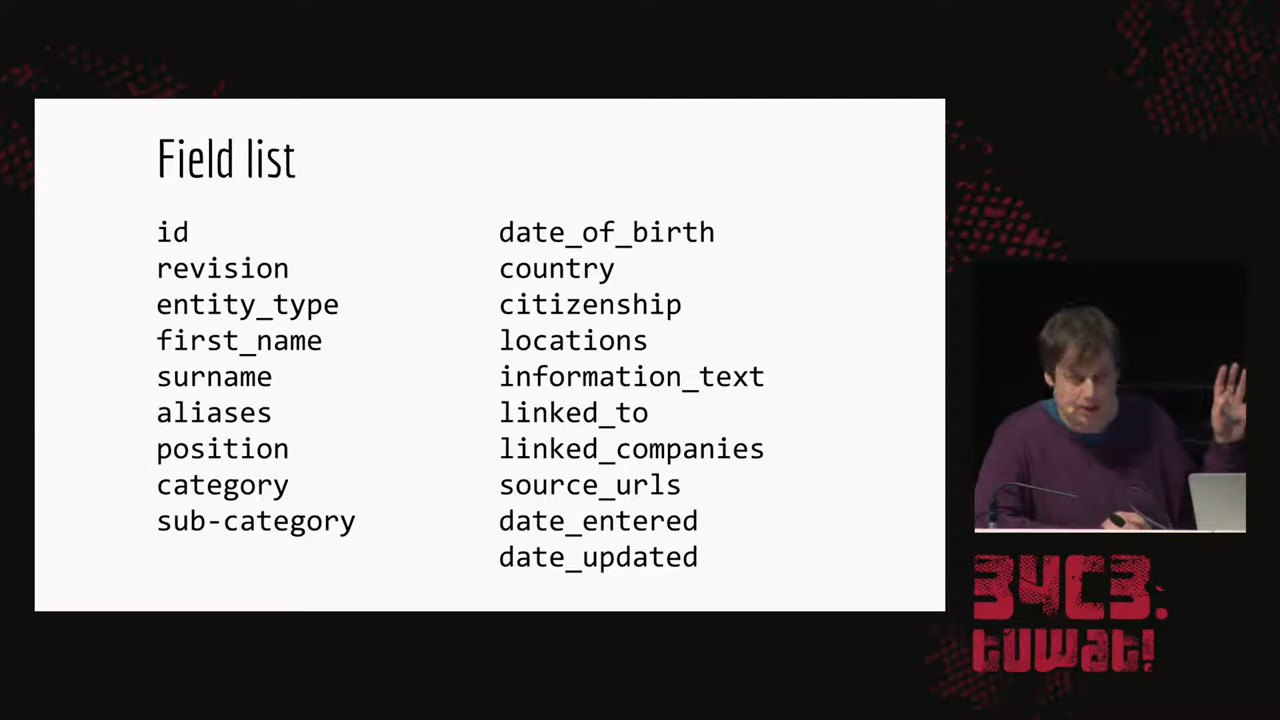 Field list
id
revision
entity_type
first_name
surname
aliases
position
category
sub-category
date_of_birth
country
citizenship
locations
information_text
linked_to
linked_companies
source_urls
date_entered
date_updated
34C3.
tuwat!